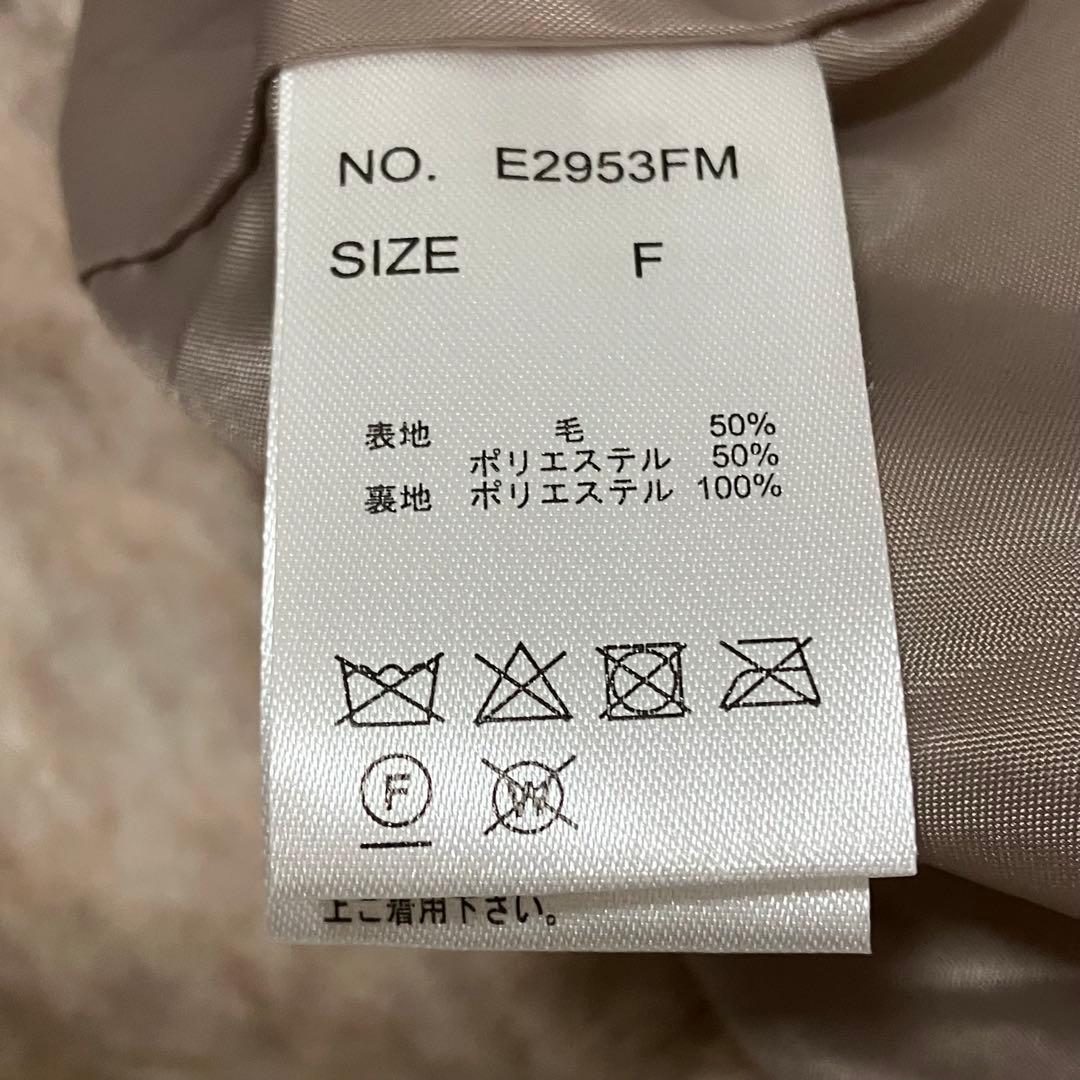 NO. E2953FM
SIZE F
表地 毛 50%
ポリエステル 50%
裏地 ポリエステル 100%
F
W
上ご着用下さい。